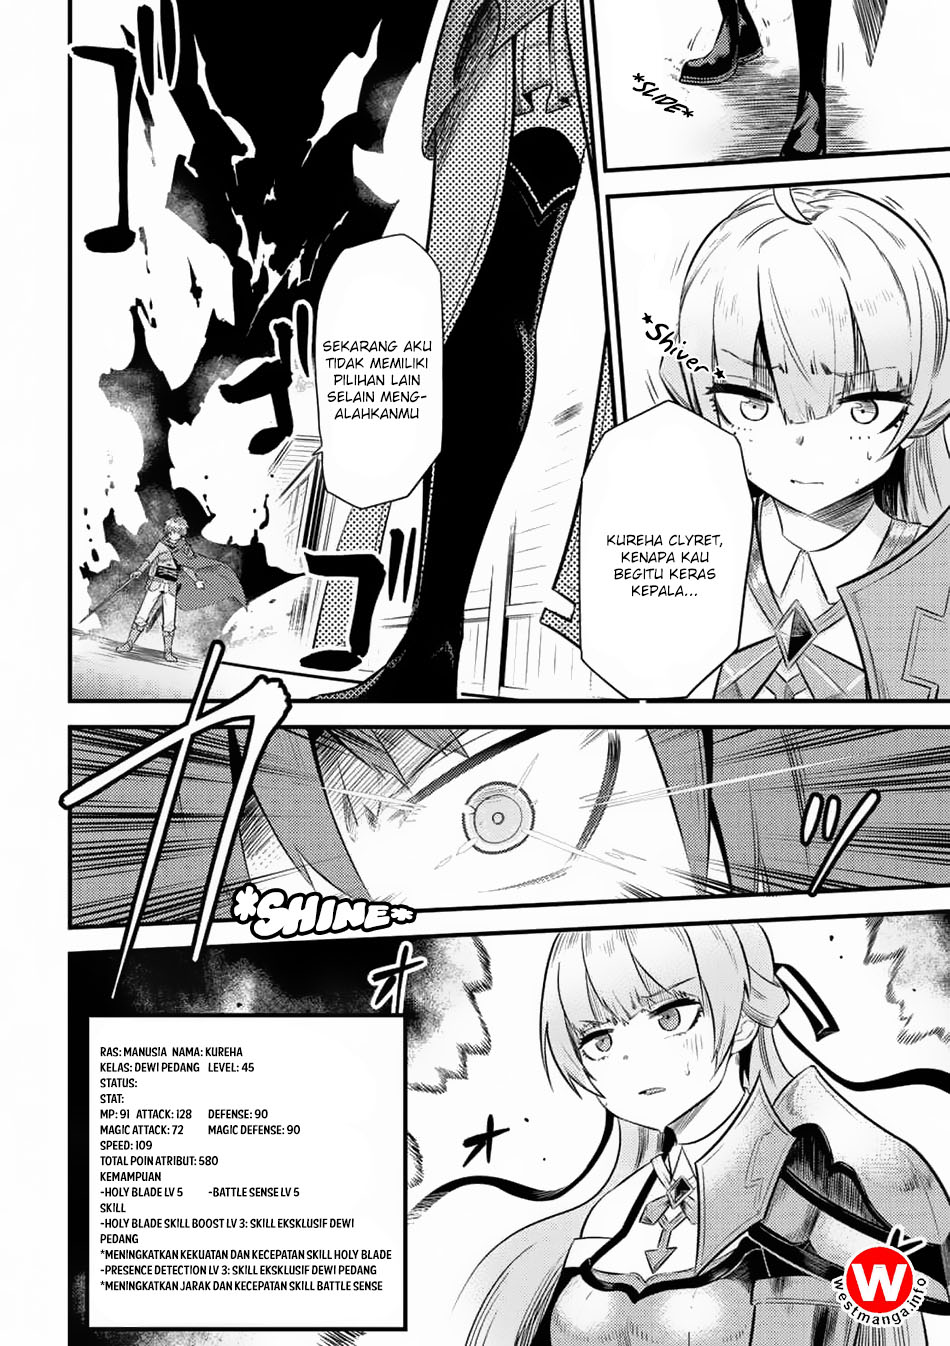 *SLIDE*
*Shiver*
KUREHA CLYRET,
KENAPA KAU
BEGITU KERAS
KEPALA...
SEKARANG AKU
TIDAK MEMILIKI
PILIHAN LAIN
SELAIN MENG-
ALAHKANMU
*SHINE*
RAS: MANUSIA NAMA: KUREHA
KELAS: DEWI PEDANG LEVEL: 45
STATUS:
STAT:
MP: 91 ATTACK: 128 DEFENSE: 90
MAGIC ATTACK: 72 MAGIC DEFENSE: 90
SPEED: 109
TOTAL POIN ATRIBUT: 580
KEMAMPUAN
-HOLY BLADE LV 5 -BATTLE SENSE LV 5
SKILL
-HOLY BLADE SKILL BOOST LV 3: SKILL EKSKLUSIF DEWI
PEDANG
*MENINGKATKAN KEKUATAN DAN KECEPATAN SKILL HOLY BLADE
-PRESENCE DETECTION LV 3: SKILL EKSKLUSIF DEWI PEDANG
*MENINGKATKAN JARAK DAN KECEPATAN SKILL BATTLE SENSE
W
westmanga.info